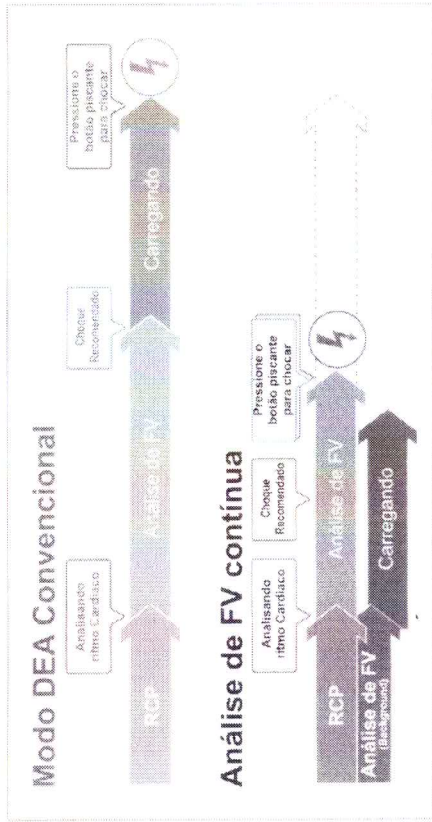 Modo DEA Convencional
Analisando
ritmo Cardíaco
Choque
Recomendado
Pressione o
botão piscante
para chocar
RCP
Análise de FV
Carregando
Análise de FV contínua
Analisando
ritmo Cardíaco
Choque
Recomendado
Pressione o
botão piscante
para chocar
RCP
Análise de FV
Análise de FV
(Background)
Carregando